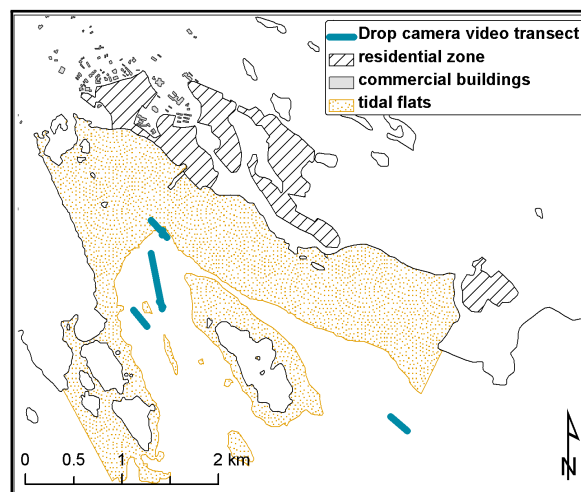 Drop camera video transect
residential zone
commercial buildings
tidal flats
0 0.5 1 2 km
N